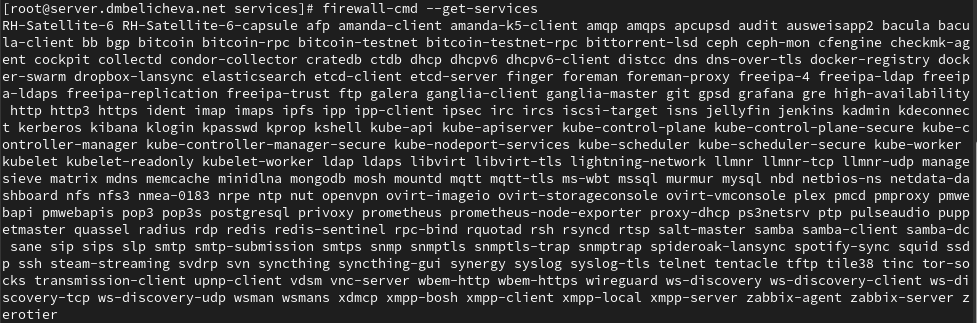 [root@server.dmbelicheva.net services]# firewall-cmd --get-services
RH-Satellite-6 RH-Satellite-6-capsule afp amanda-client amanda-k5-client amqp amqps apcupsd audit ausweisapp2 bacula bacu
la-client bb bgp bitcoin bitcoin-rpc bitcoin-testnet bitcoin-testnet-rpc bittorrent-lsd ceph ceph-mon cfengine checkmk-ag
ent cockpit collectd condor-collector cratedb ctdb dhcp dhcpv6 dhcpv6-client distcc dns dns-over-tls docker-registry dock
er-swarm dropbox-lansync elasticsearch etcd-client etcd-server finger foreman foreman-proxy freeipa-4 freeipa-ldap freeip
a-ldaps freeipa-replication freeipa-trust ftp galera ganglia-client ganglia-master git gpsd grafana gre high-availability
 http http3 https ident imap imaps ipfs ipp ipp-client ipsec irc ircs iscsi-target isns jellyfin jenkins kadmin kdeconnec
t kerberos kibana klogin kpasswd kprop kshell kube-api kube-apiserver kube-control-plane kube-control-plane-secure kube-c
ontroller-manager kube-controller-manager-secure kube-nodeport-services kube-scheduler kube-scheduler-secure kube-worker
kubelet kubelet-readonly kubelet-worker ldap ldaps libvirt libvirt-tls lightning-network llmnr llmnr-tcp llmnr-udp manage
sieve matrix mdns memcache minidlna mongodb mosh mountd mqtt mqtt-tls ms-wbt mssql murmur mysql nbd netbios-ns netdata-da
shboard nfs nfs3 nmea-0183 nrpe ntp nut openvpn ovirt-imageio ovirt-storageconsole ovirt-vmconsole plex pmcd pmproxy pmwe
bapi pmwebapis pop3 pop3s postgresql privoxy prometheus prometheus-node-exporter proxy-dhcp ps3netsrv ptp pulseaudio pupp
etmaster quassel radius rdp redis redis-sentinel rpc-bind rquotad rsh rsyncd rtsp salt-master samba samba-client samba-dc
 sane sip sips slp smtp smtp-submission smtps snmp snmptls snmptls-trap snmptrap spideroak-lansync spotify-sync squid ssd
p ssh steam-streaming svdrp svn syncthing syncthing-gui synergy syslog syslog-tls telnet tentacle tftp tile38 tinc tor-so
cks transmission-client upnp-client vdsm vnc-server wbem-http wbem-https wireguard ws-discovery ws-discovery-client ws-di
scovery-tcp ws-discovery-udp wsman wsmans xdmcp xmpp-bosh xmpp-client xmpp-local xmpp-server zabbix-agent zabbix-server z
erotier